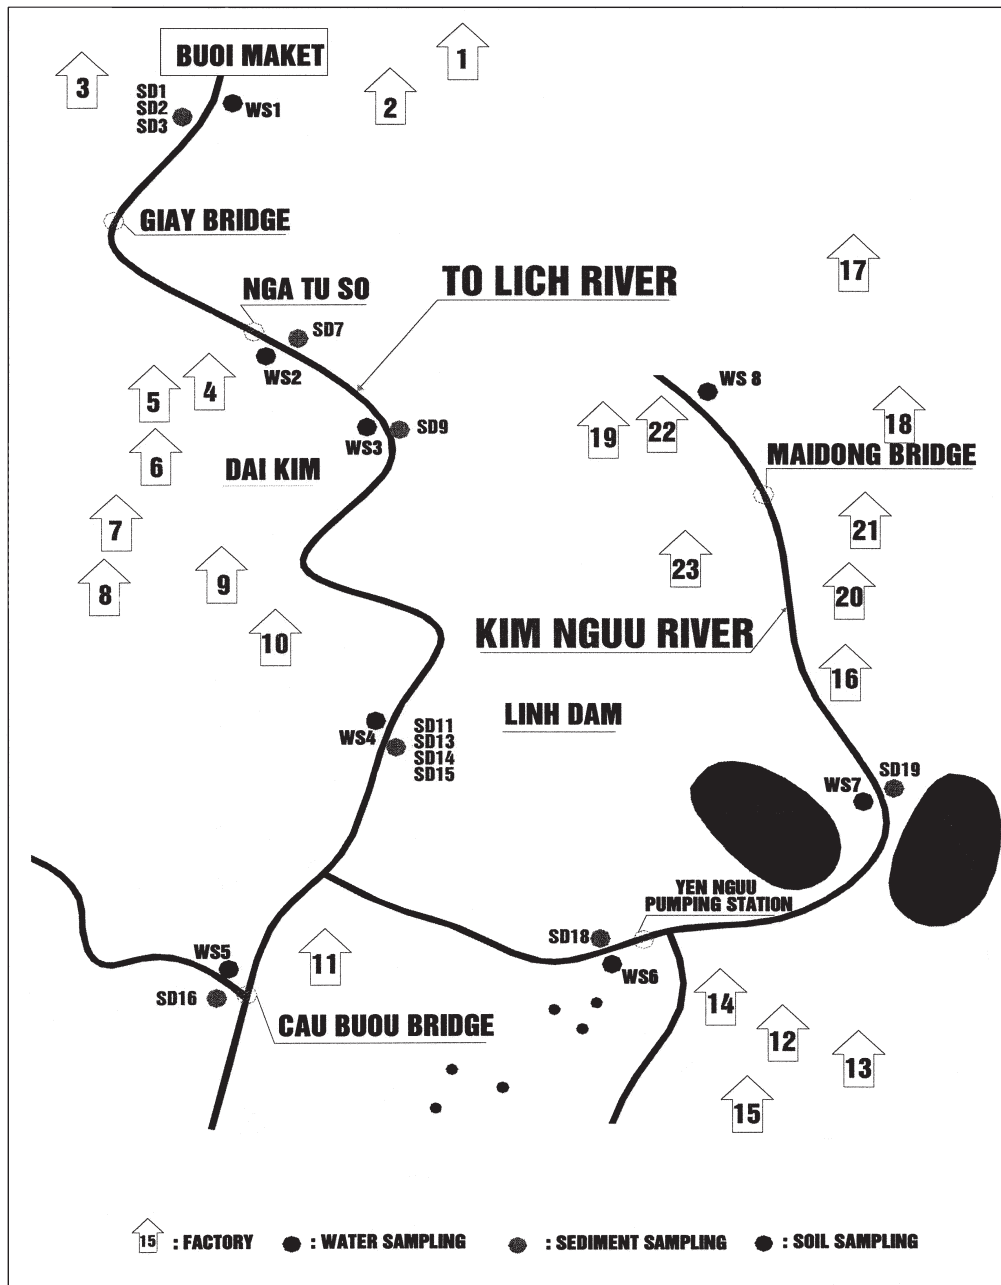 BUOI MAKET
1
3
2
SD1
SD2
SD3
WS1
GIAY BRIDGE
17
NGA TU SO
TO LICH RIVER
SD7
WS2
4
5
WS 8
18
19
22
WS3
SD9
6
DAI KIM
MAIDONG BRIDGE
7
21
23
8
9
20
10
KIM NGUU RIVER
16
LINH DAM
WS4
SD11
SD13
SD14
SD15
SD19
WS7
YEN NGUU
PUMPING STATION
SD18
WS5
11
WS6
SD16
14
CAU BUOU BRIDGE
12
13
15
15 : FACTORY : WATER SAMPLING : SEDIMENT SAMPLING : SOIL SAMPLING